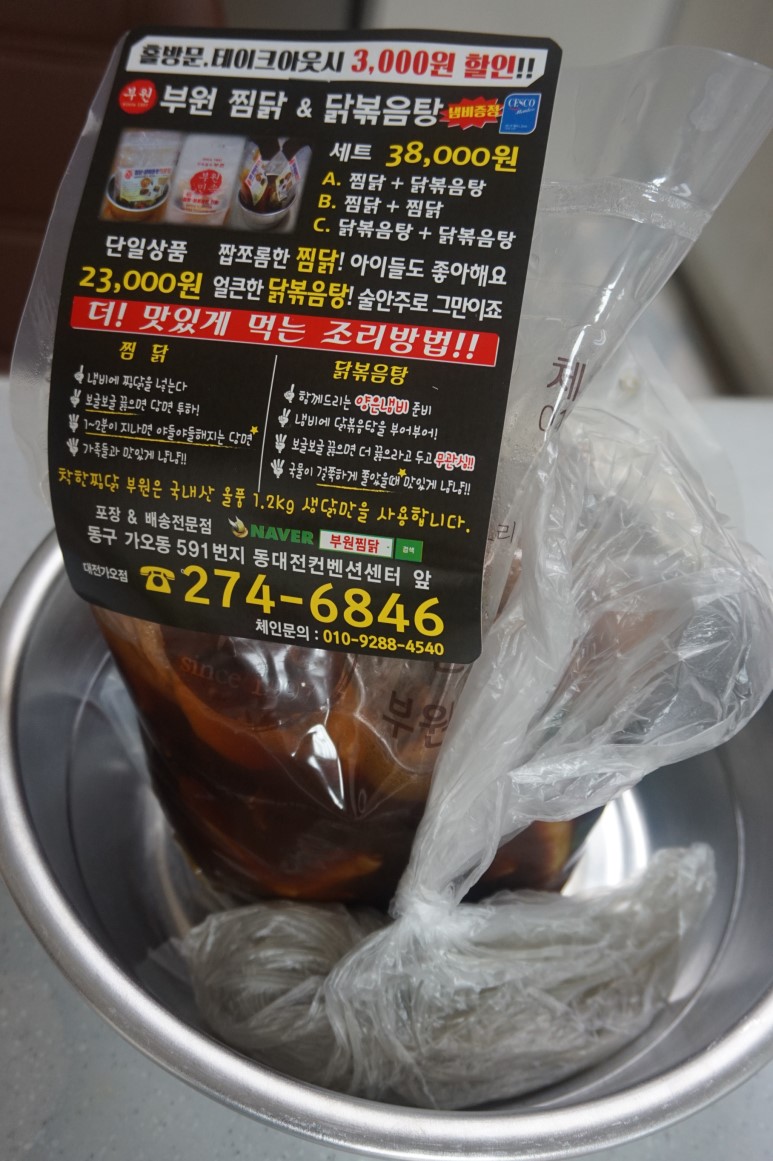 홀방문.테이크아웃시 3,000원 할인!!
부원 부원 찜닭 & 닭볶음탕 냄비증정 CESCO
세트 38,000원
A. 찜닭 + 닭볶음탕
B. 찜닭 + 찜닭
C. 닭볶음탕 + 닭볶음탕
단일상품 짭쪼롬한 찜닭! 아이들도 좋아해요
23,000원 얼큰한 닭볶음탕! 술안주로 그만이죠
더! 맛있게 먹는 조리방법!!
찜 닭
냄비에 찜닭을 넣는다
보글보글 끓으면 당면 투하!
1~2분이 지나면 야들야들해지는 당면
가족들과 맛있게 냠냠!!
닭볶음탕
함께드리는 양은냄비 준비
냄비에 닭볶음탕을 부어부어!
보글보글 끓으면 더 끓으라고 두고 무관심!!
국물이 걸쭉하게 쫄았을때 맛있게 냠냠!!
착한찜닭 부원은 국내산 올품 1.2kg 생닭만을 사용합니다.
포장 & 배송전문점 NAVER 부원찜닭 검색
동구 가오동 591번지 동대전컨벤션센터 앞
대전가오점 ☎274-6846
체인문의 : 010-9288-4540
체
리
since
부원